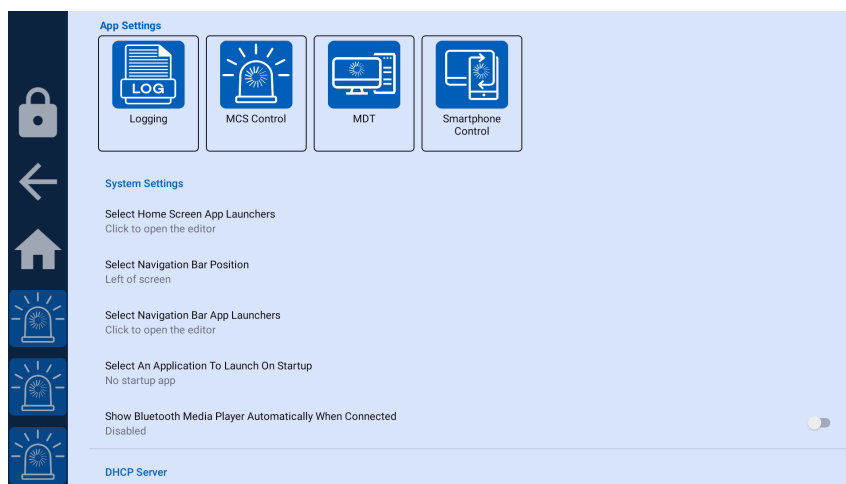 App Settings
LOG
Logging
MCS Control
MDT
Smartphone
Control
System Settings
Select Home Screen App Launchers
Click to open the editor
Select Navigation Bar Position
Left of screen
Select Navigation Bar App Launchers
Click to open the editor
Select An Application To Launch On Startup
No startup app
Show Bluetooth Media Player Automatically When Connected
Disabled
DHCP Server